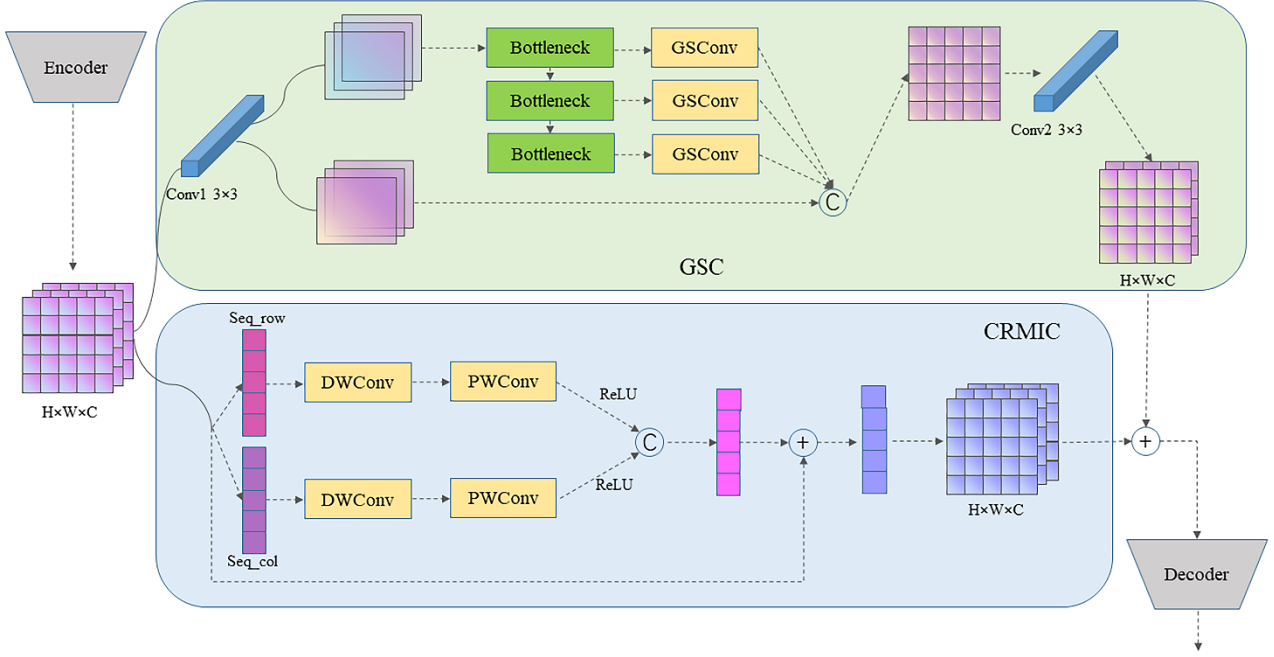 Encoder
H×W×C
Conv1 3×3
Bottleneck
GSConv
Bottleneck
GSConv
Bottleneck
GSConv
C
Conv2 3×3
H×W×C
GSC
CRMIC
Seq_row
DWConv
PWConv
ReLU
C
+
DWConv
PWConv
ReLU
Seq_col
H×W×C
+
Decoder